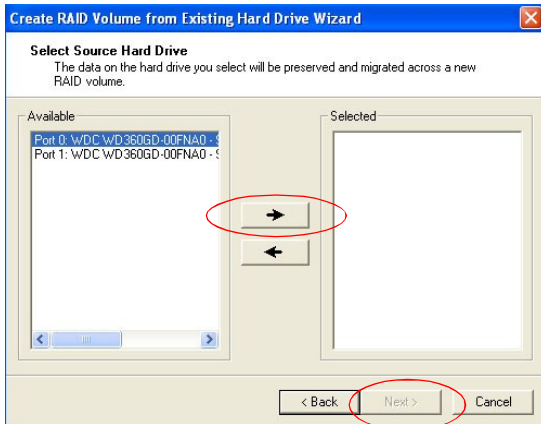 Create RAID Volume from Existing Hard Drive Wizard
Select Source Hard Drive
The data on the hard drive you select will be preserved and migrated across a new
RAID volume.
Available
Selected
Port 0: WDC WD360GD-00FNA0 - S
Port 1: WDC WD360GD-00FNA0 - S
< Back
Next >
Cancel